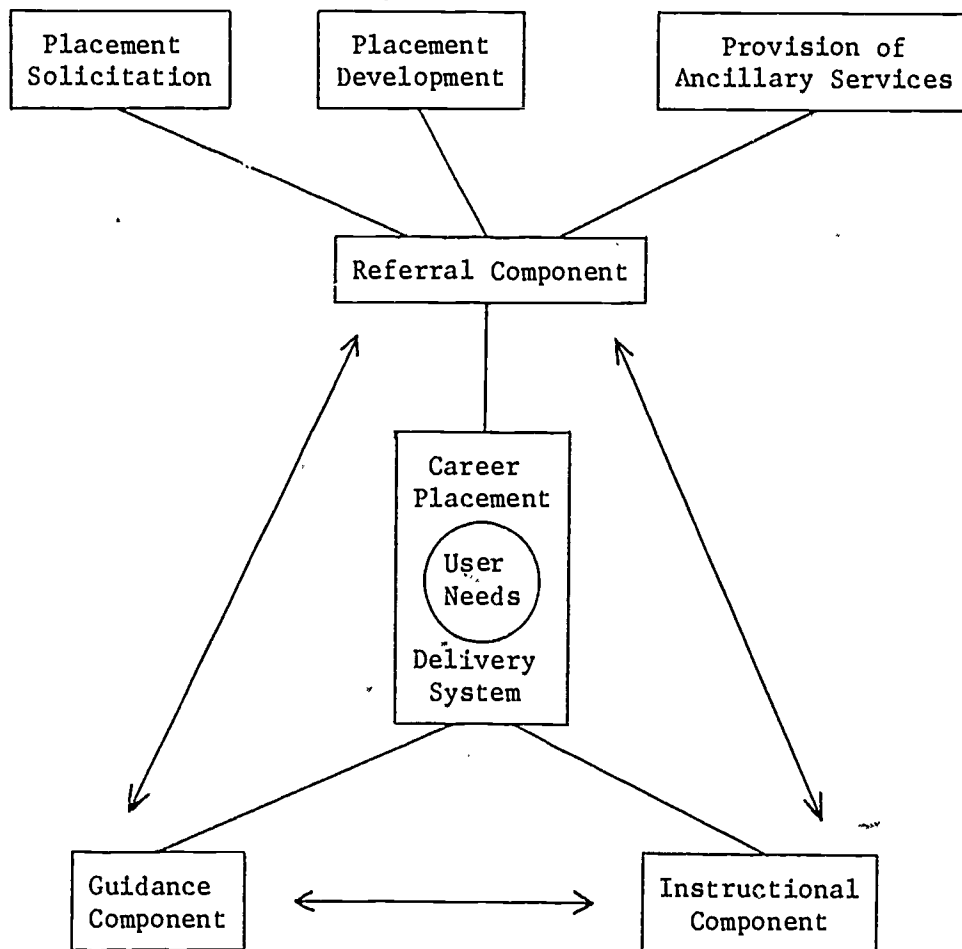 Placement
Solicitation
Placement
Development
Provision of
Ancillary Services
Referral Component
Career
Placement
User
Needs
Delivery
System
Guidance
Component
Instructional
Component